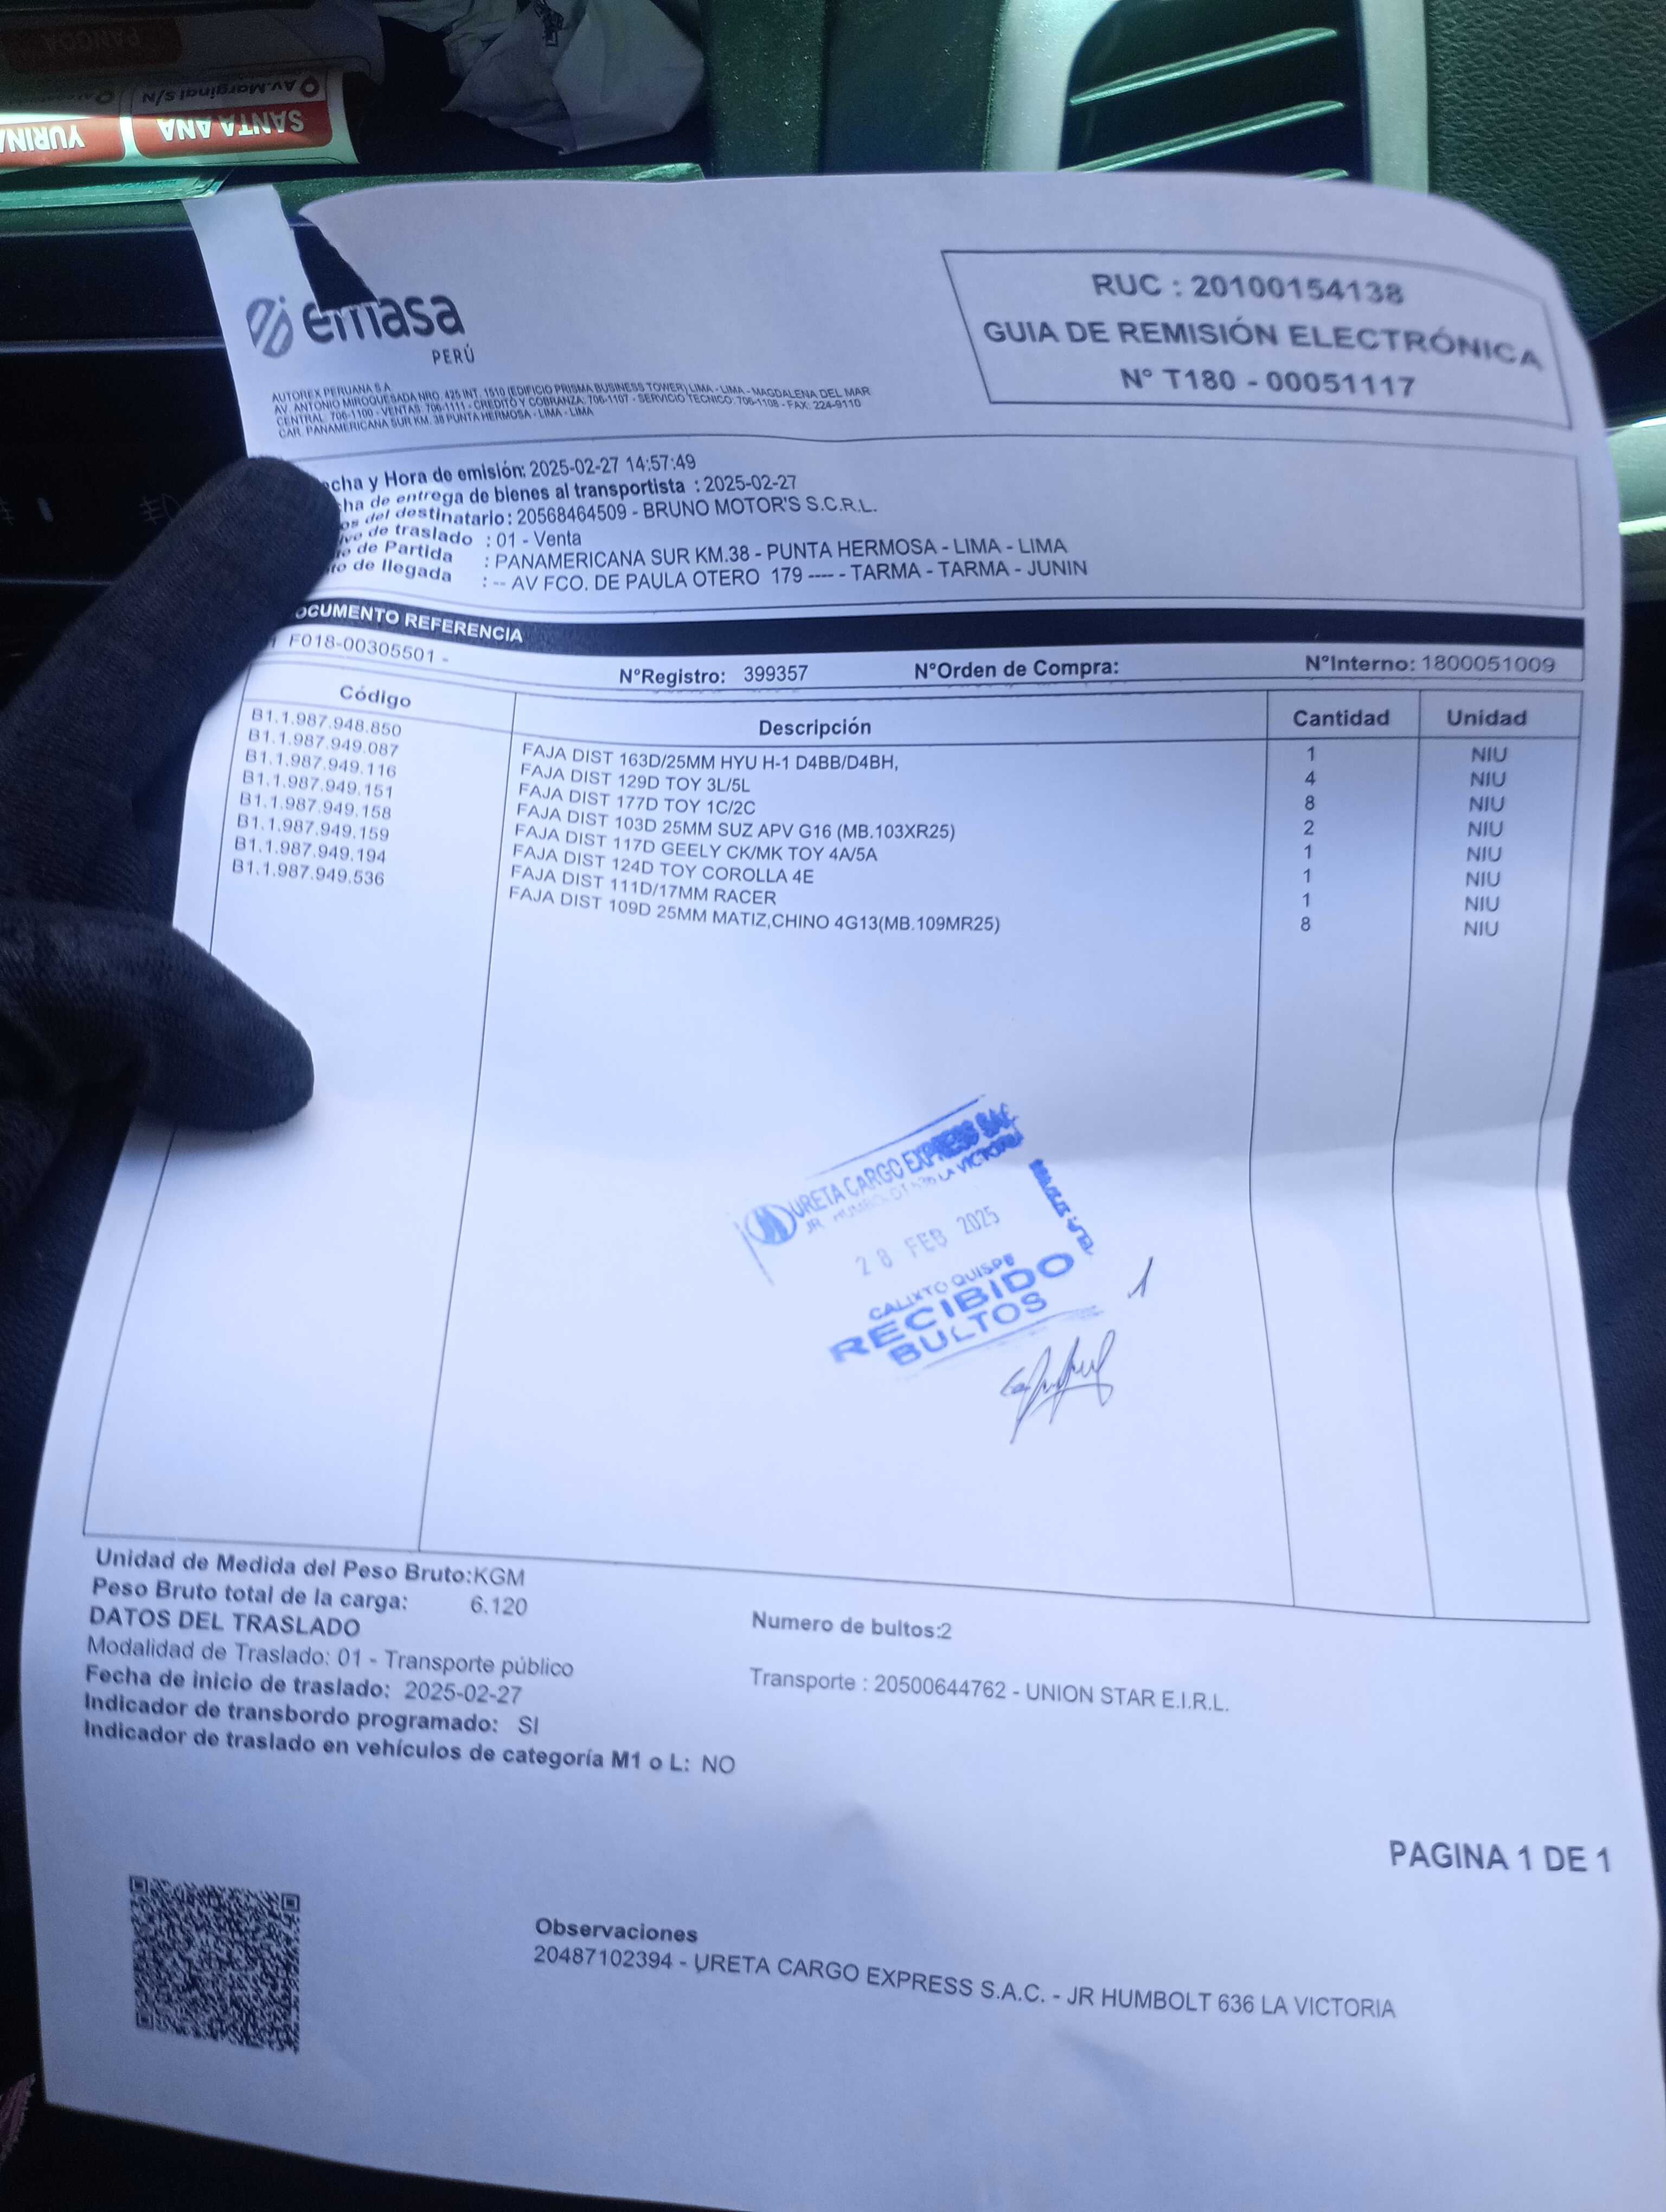 PANGOA
Av. Marginal S/N
SANTA ANA
emasa
PERÚ
RUC : 20100154138
GUIA DE REMISIÓN ELECTRÓNICA
N° T180 - 00051117
AUTOREX PERUANA S.A.
AV. ANTONIO MIROQUESADA NRO. 425 INT. 1510 (EDIFICIO PRISMA BUSINESS TOWER) LIMA - LIMA - MAGDALENA DEL MAR
CENTRAL: 706-1100 - VENTAS: 706-1111 - CREDITO Y COBRANZA: 706-1107 - SERVICIO TECNICO: 706-1108 - FAX: 224-9110
CAR. PANAMERICANA SUR KM. 38 PUNTA HERMOSA - LIMA - LIMA
cha y Hora de emisión: 2025-02-27 14:57:49
ha de entrega de bienes al transportista : 2025-02-27
os del destinatario : 20568464509 - BRUNO MOTOR'S S.C.R.L.
ivo de traslado : 01 - Venta
to de Partida : PANAMERICANA SUR KM.38 - PUNTA HERMOSA - LIMA - LIMA
to de llegada : -- AV FCO. DE PAULA OTERO 179 ---- - TARMA - TARMA - JUNIN
OCUMENTO REFERENCIA
F018-00305501 - N°Registro: 399357 N°Orden de Compra: N°Interno: 1800051009
Código Descripción Cantidad Unidad
B1.1.987.948.850 FAJA DIST 163D/25MM HYU H-1 D4BB/D4BH, 1 NIU
B1.1.987.949.087 FAJA DIST 129D TOY 3L/5L 4 NIU
B1.1.987.949.116 FAJA DIST 177D TOY 1C/2C 8 NIU
B1.1.987.949.151 FAJA DIST 103D 25MM SUZ APV G16 (MB.103XR25) 2 NIU
B1.1.987.949.158 FAJA DIST 117D GEELY CK/MK TOY 4A/5A 1 NIU
B1.1.987.949.159 FAJA DIST 124D TOY COROLLA 4E 1 NIU
B1.1.987.949.194 FAJA DIST 111D/17MM RACER 1 NIU
B1.1.987.949.536 FAJA DIST 109D 25MM MATIZ,CHINO 4G13(MB.109MR25) 8 NIU
URETA CARGO EXPRESS SAC
LA VICTORIA
28 FEB 2025
CALIXTO QUISPE
RECIBIDO
BULTOS
1
Unidad de Medida del Peso Bruto:KGM
Peso Bruto total de la carga: 6.120
Numero de bultos:2
DATOS DEL TRASLADO
Modalidad de Traslado: 01 - Transporte público
Transporte : 20500644762 - UNION STAR E.I.R.L.
Fecha de inicio de traslado: 2025-02-27
Indicador de transbordo programado: SI
Indicador de traslado en vehículos de categoría M1 o L: NO
PAGINA 1 DE 1
Observaciones
20487102394 - URETA CARGO EXPRESS S.A.C. - JR HUMBOLT 636 LA VICTORIA